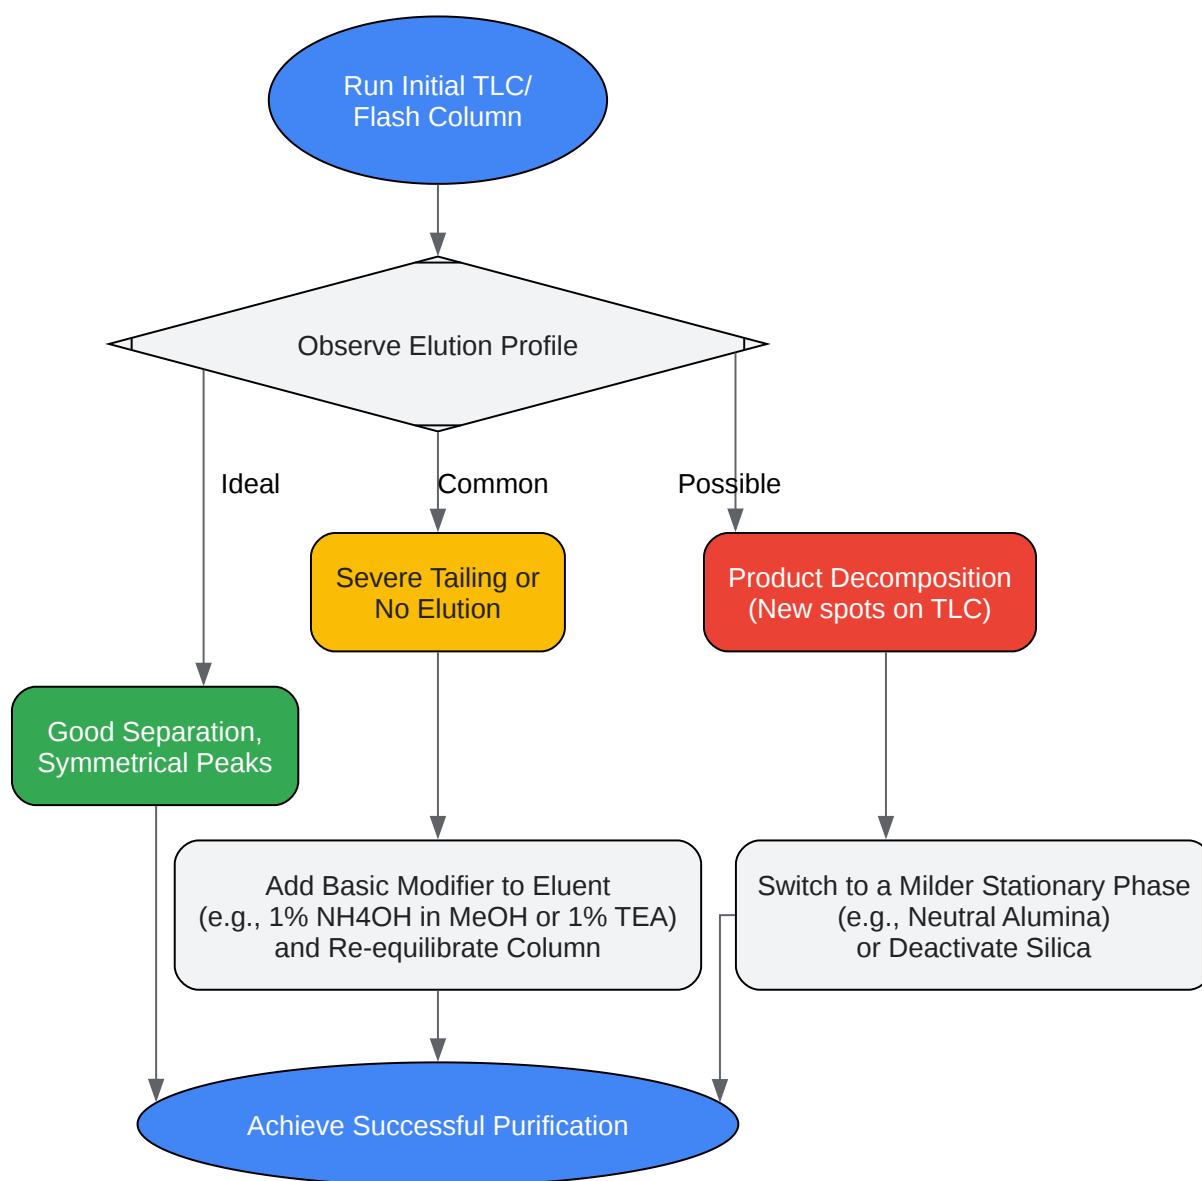 Run Initial TLC/
Flash Column
Observe Elution Profile
Ideal
Common
Possible
Severe Tailing or
No Elution
Product Decomposition
(New spots on TLC)
Good Separation,
Symmetrical Peaks
Add Basic Modifier to Eluent
(e.g., 1% NH4OH in MeOH or 1% TEA)
and Re-equilibrate Column
Switch to a Milder Stationary Phase
(e.g., Neutral Alumina)
or Deactivate Silica
Achieve Successful Purification